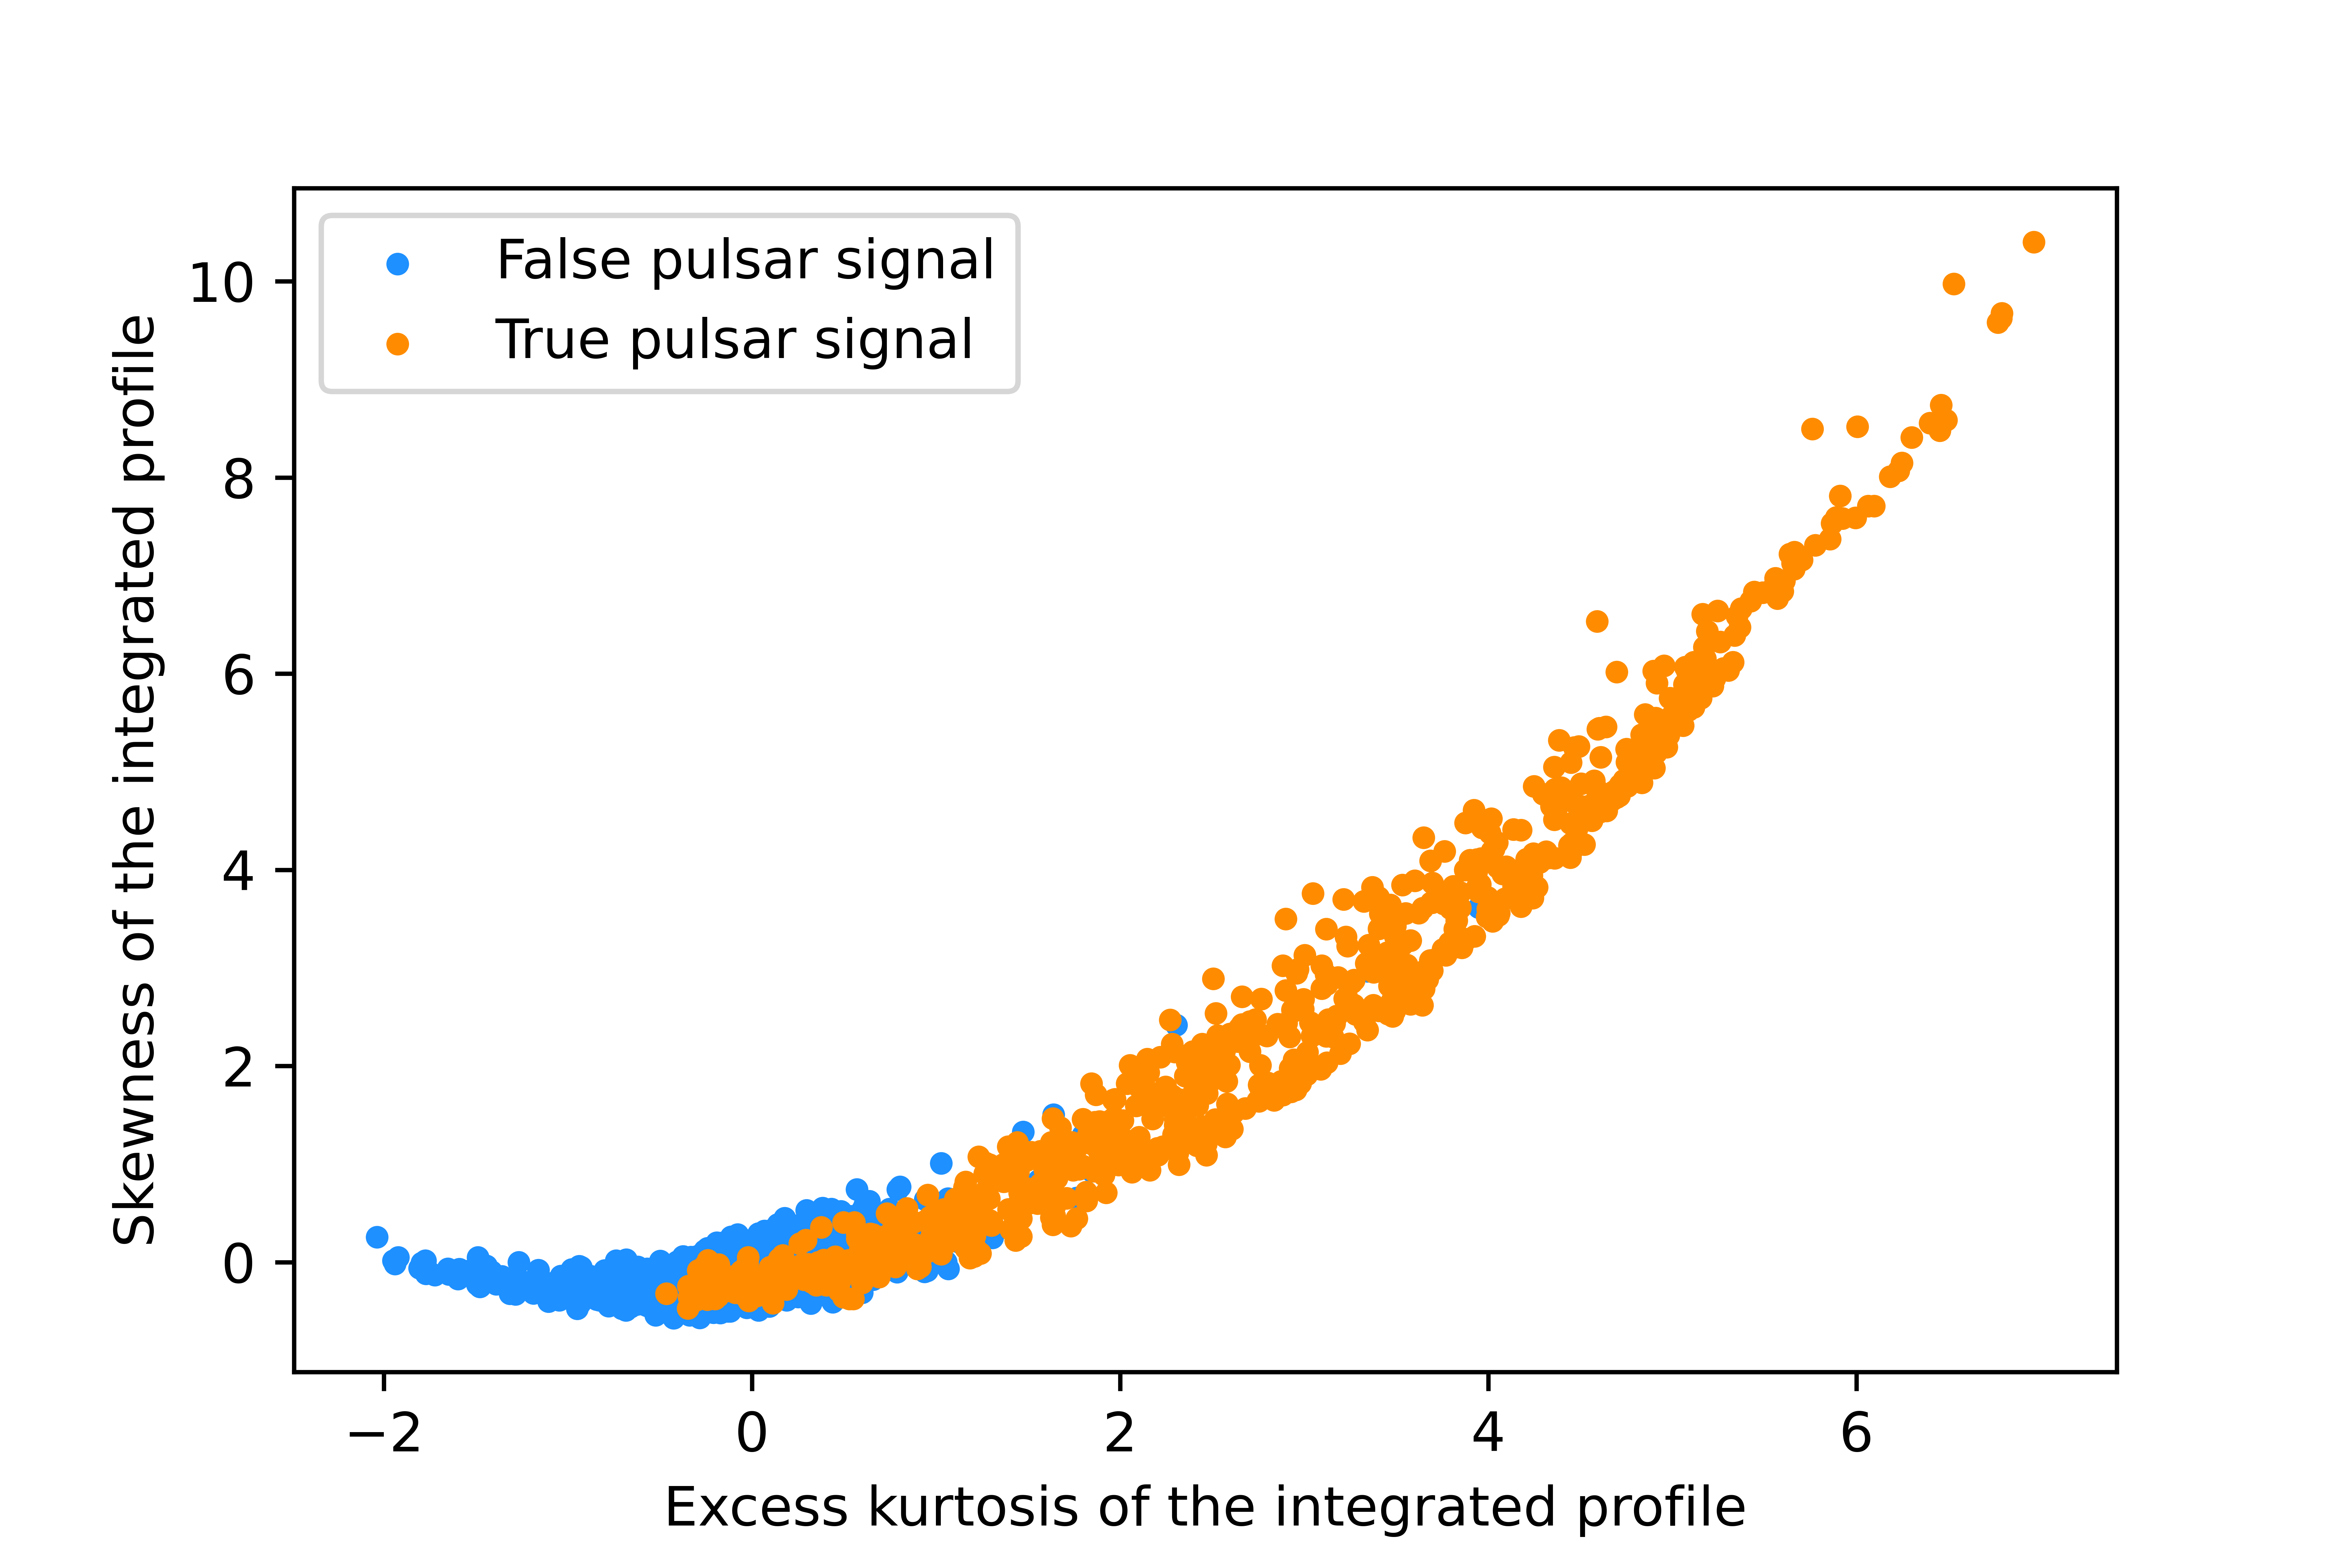 False pulsar signal
True pulsar signal
Skewness of the integrated profile
10
8
6
4
2
0
−2
0
2
4
6
Excess kurtosis of the integrated profile